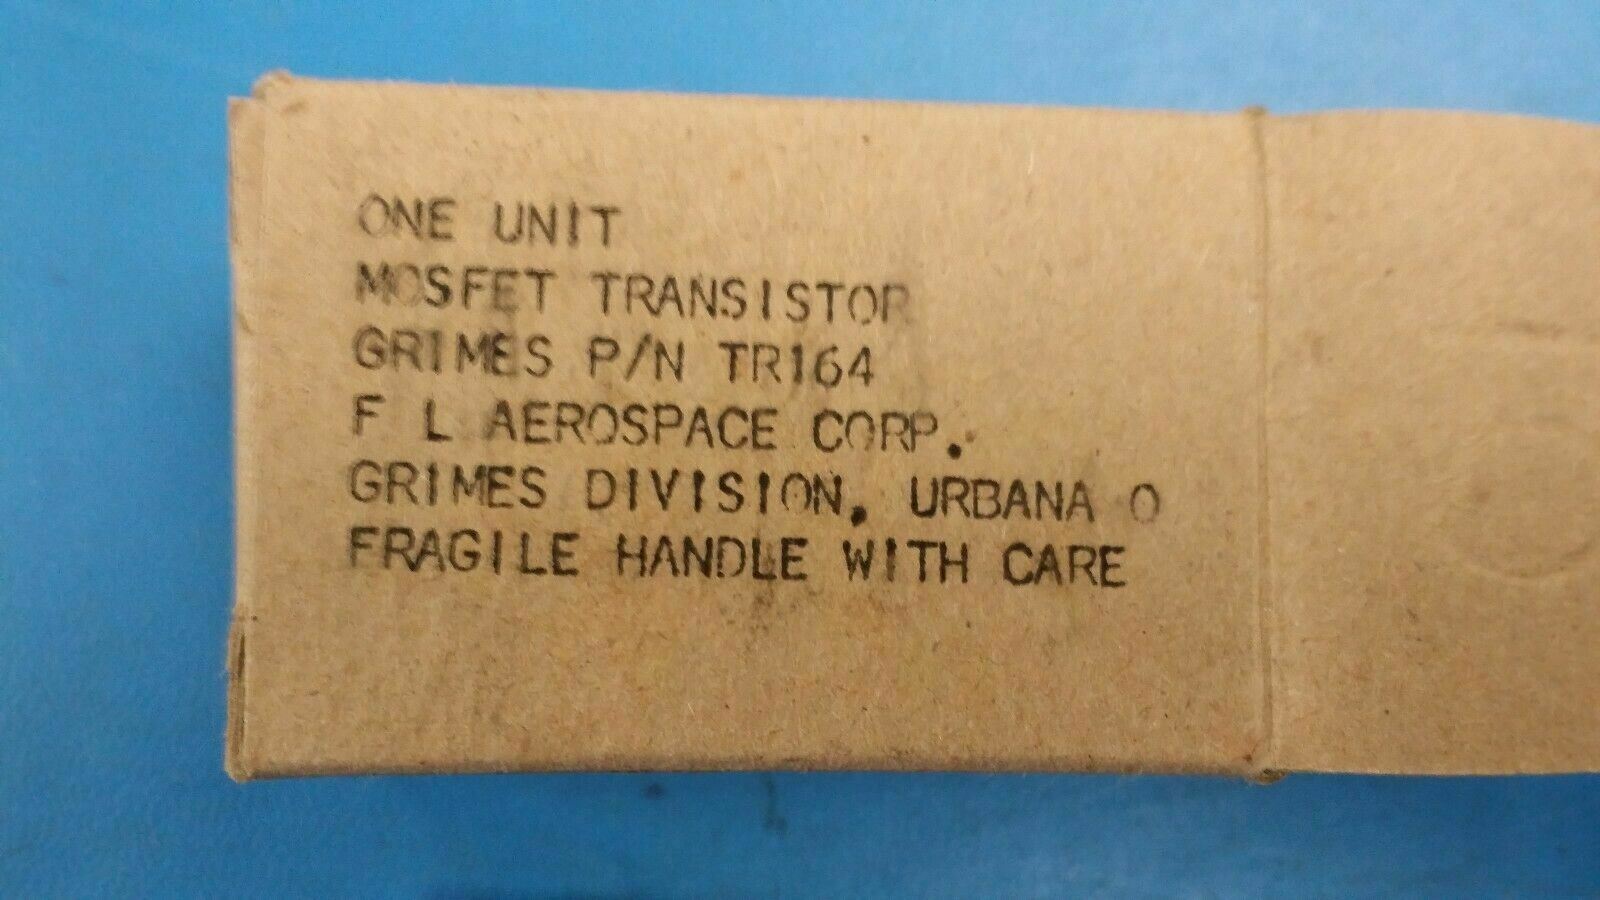 ONE UNIT
MOSFET TRANSISTOR
GRIMES P/N TR164
F L AEROSPACE CORP.
GRIMES DIVISION, URBANA O
FRAGILE HANDLE WITH CARE